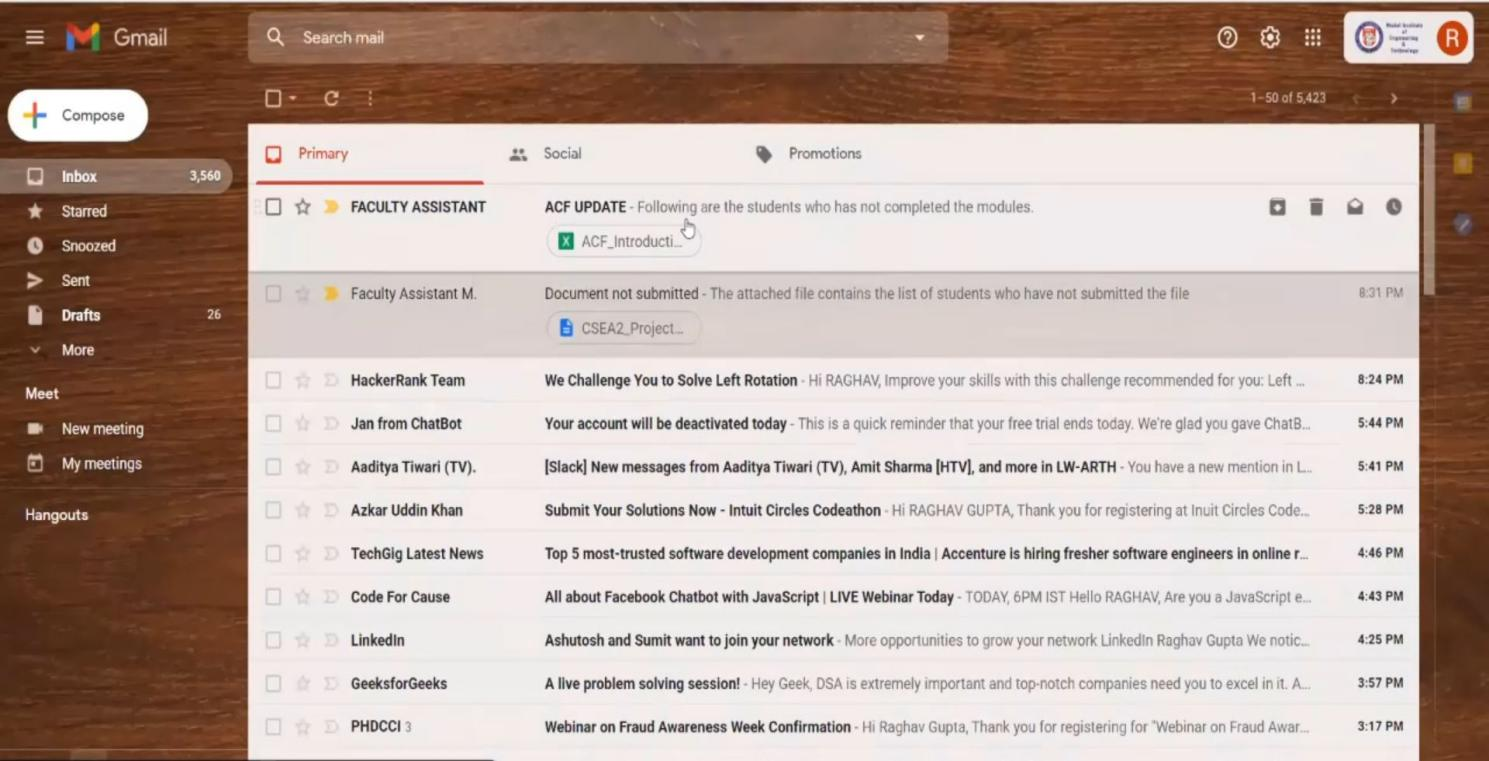 Gmail
Search mail
Model Institute
of
Engineering
&
Technology
R
Compose
1-50 of 5,423
Inbox 3,560
Starred
Snoozed
Sent
Drafts 26
More
Meet
New meeting
My meetings
Hangouts
Primary Social Promotions
FACULTY ASSISTANT ACF UPDATE - Following are the students who has not completed the modules.
X ACF_Introducti...
Faculty Assistant M. Document not submitted - The attached file contains the list of students who have not submitted the file 8:31 PM
CSEA2_Project...
HackerRank Team We Challenge You to Solve Left Rotation - Hi RAGHAV, Improve your skills with this challenge recommended for you: Left ... 8:24 PM
Jan from ChatBot Your account will be deactivated today - This is a quick reminder that your free trial ends today. We're glad you gave ChatB... 5:44 PM
Aaditya Tiwari (TV). [Slack] New messages from Aaditya Tiwari (TV), Amit Sharma [HTV], and more in LW-ARTH - You have a new mention in L... 5:41 PM
Azkar Uddin Khan Submit Your Solutions Now - Intuit Circles Codeathon - Hi RAGHAV GUPTA, Thank you for registering at Inuit Circles Code... 5:28 PM
TechGig Latest News Top 5 most-trusted software development companies in India | Accenture is hiring fresher software engineers in online r... 4:46 PM
Code For Cause All about Facebook Chatbot with JavaScript | LIVE Webinar Today - TODAY, 6PM IST Hello RAGHAV, Are you a JavaScript e... 4:43 PM
LinkedIn Ashutosh and Sumit want to join your network - More opportunities to grow your network LinkedIn Raghav Gupta We notic... 4:25 PM
GeeksforGeeks A live problem solving session! - Hey Geek, DSA is extremely important and top-notch companies need you to excel in it. A... 3:57 PM
PHDCCI 3 Webinar on Fraud Awareness Week Confirmation - Hi Raghav Gupta, Thank you for registering for "Webinar on Fraud Awar... 3:17 PM